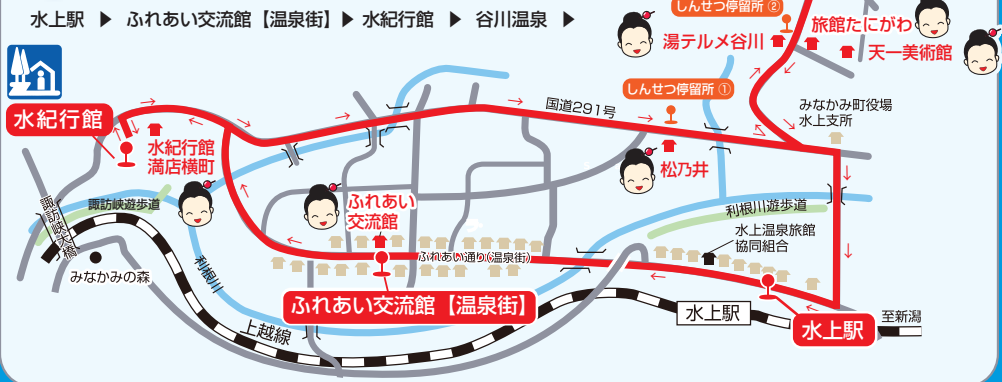 水上駅 ▶ ふれあい交流館【温泉街】▶ 水紀行館 ▶ 谷川温泉 ▶
しんせつ停留所 ②
旅館たにがわ
湯テルメ谷川
天一美術館
しんせつ停留所 ①
国道291号
みなかみ町役場
水上支所
水紀行館
水紀行館
満店横町
松乃井
諏訪峡遊歩道
諏訪峡大橋
ふれあい
交流館
利根川遊歩道
水上温泉旅館
協同組合
ふれあい通り(温泉街)
みなかみの森
利根川
ふれあい交流館【温泉街】
上越線
水上駅
水上駅
至新潟